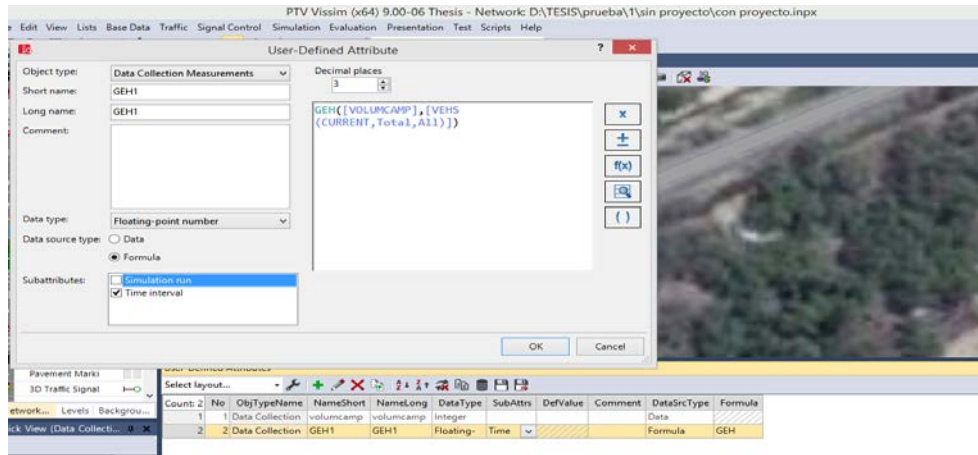 PTV Vissim (x64) 9.00-06 Thesis - Network: D:\TESIS\prueba\1\sin proyecto\con proyecto.inpx
Edit View Lists Base Data Traffic Signal Control Simulation Evaluation Presentation Test Scripts Help
User-Defined Attribute ?
Object type: Data Collection Measurements Decimal places
3
Short name: GEH1
Long name: GEH1
GEH([VOLUMCAMP],[VEHS
(CURRENT,Total,All)])
Comment:
x
±
f(x)
( )
Data type: Floating-point number
Data source type: Data
Formula
Subattributes: Simulation run
Time interval
OK Cancel
Pavement Marki
User-Defined Attributes
3D Traffic Signal
Select layout...
etwork... Levels Backgrou...
Count: 2 No ObjTypeName NameShort NameLong DataType SubAttrs DefValue Comment DataSrcType Formula
1 1 Data Collection volumcamp volumcamp Integer Data
ick View (Data Collecti...
2 2 Data Collection GEH1 GEH1 Floating- Time Formula GEH